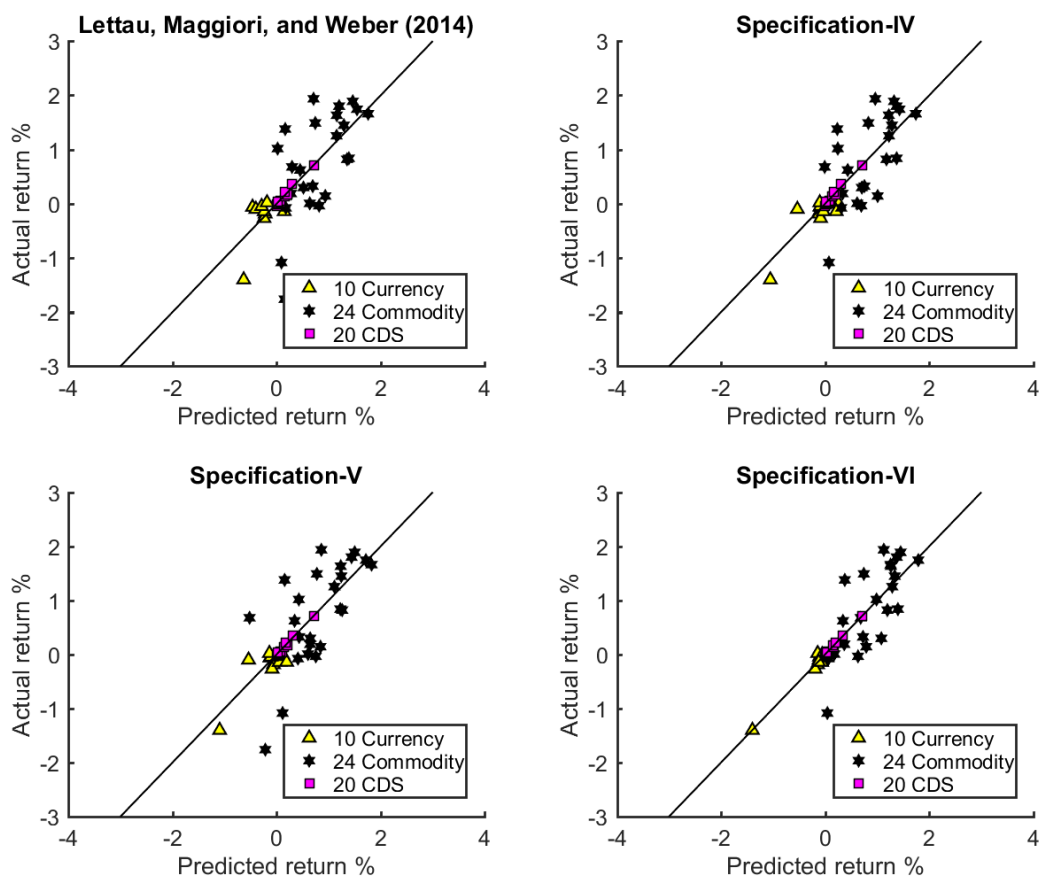 Lettau, Maggiori, and Weber (2014)
3
2
1
0
-1
-2
-3
Actual return %
-4
-2
0
2
4
Predicted return %
10 Currency
24 Commodity
20 CDS
Specification-IV
3
2
1
0
-1
-2
-3
Actual return %
-4
-2
0
2
4
Predicted return %
10 Currency
24 Commodity
20 CDS
Specification-V
3
2
1
0
-1
-2
-3
Actual return %
-4
-2
0
2
4
Predicted return %
10 Currency
24 Commodity
20 CDS
Specification-VI
3
2
1
0
-1
-2
-3
Actual return %
-4
-2
0
2
4
Predicted return %
10 Currency
24 Commodity
20 CDS